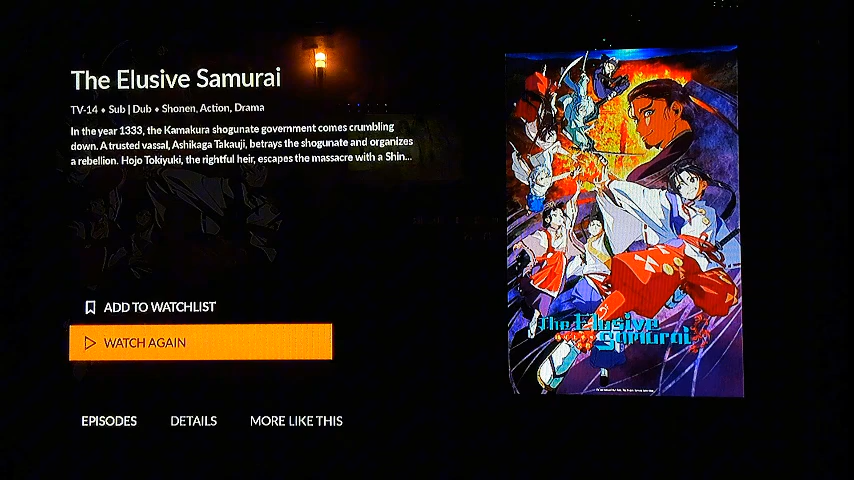 The Elusive Samurai
TV-14 ♦ Sub | Dub ♦ Shonen, Action, Drama
In the year 1333, the Kamakura shogunate government comes crumbling
down. A trusted vassal, Ashikaga Takauji, betrays the shogunate and organizes
a rebellion. Hojo Tokiyuki, the rightful heir, escapes the massacre with a Shin...
ADD TO WATCHLIST
WATCH AGAIN
EPISODES
DETAILS
MORE LIKE THIS
The Elusive
Samurai